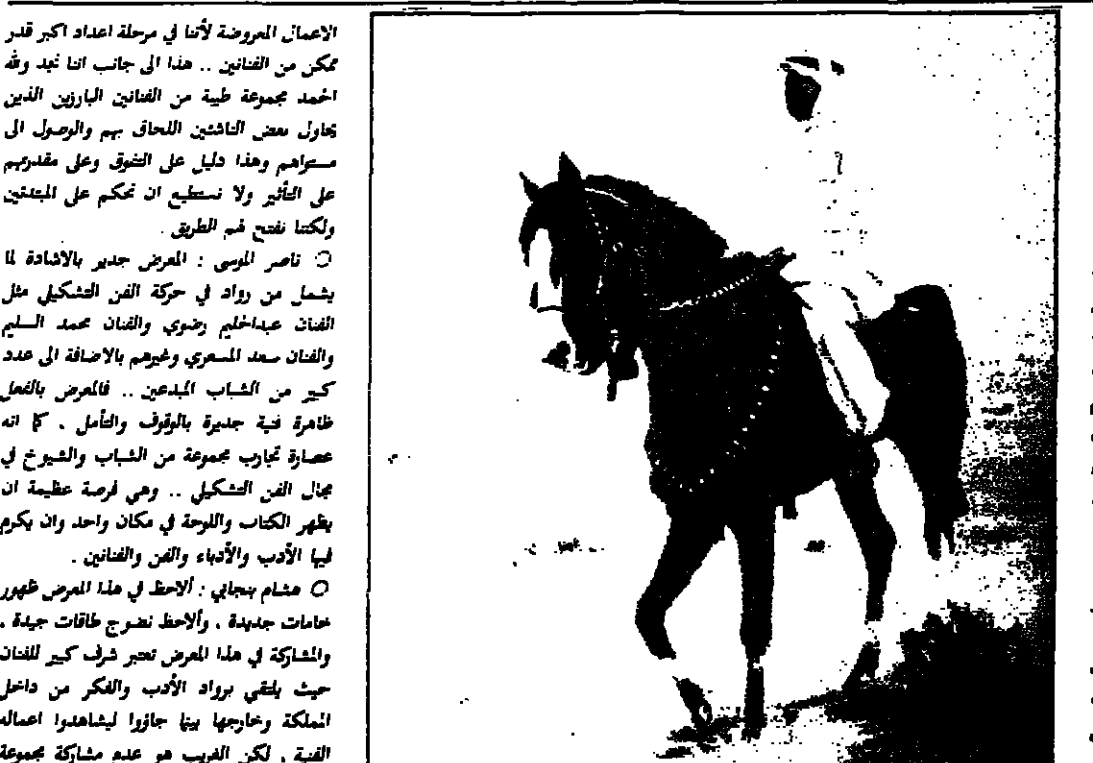 الاعمال المعروضة لأننا في مرحلة اعداد اكبر قدر
ممكن من الفنانين .. هذا الى جانب اننا نجد ولله
الحمد مجموعة طيبة من الفنانين البارزين الذين
يحاول بعض الناشئين اللحاق بهم والوصول الى
مستواهم وهذا دليل على التفوق وعلى مقدرتهم
على التأثير ولا نستطيع ان نحكم على المبتدئين
ولكننا نفتح لهم الطريق .
○ ناصر الموسى : المعرض جدير بالاشادة لما
يشمل من رواد في حركة الفن التشكيلي مثل
الفنان عبدالحليم رضوي والفنان محمد السليم
والفنان سعد المسعري وغيرهم بالاضافة الى عدد
كبير من الشباب المبدعين .. فالمعرض بالفعل
ظاهرة فنية جديرة بالوقوف والتأمل . كما انه
عصارة تجارب مجموعة من الشباب والشيوخ في
مجال الفن التشكيلي .. وهي فرصة عظيمة ان
يظهر الكتاب واللوحة في مكان واحد وان يكرم
فيها الأدب والأدباء والفن والفنانين .
○ هشام بنجابي : ألاحظ في هذا المعرض ظهور
خامات جديدة . وألاحظ نضوج طاقات جيدة .
والمشاركة في هذا المعرض تعتبر شرف كبير للفنان
حيث يلتقي برواد الأدب والفكر من داخل
المملكة وخارجها بينما جاؤوا ليشاهدوا اعماله
الفنية . لكن الغريب هو عدم مشاركة مجموعة